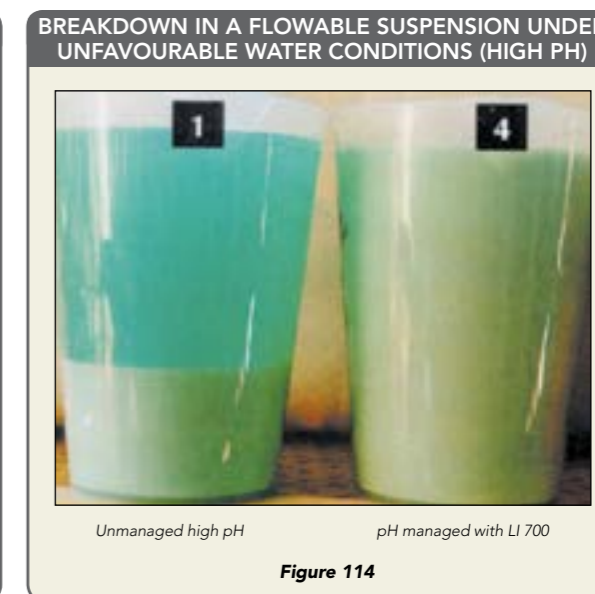 BREAKDOWN IN A FLOWABLE SUSPENSION UNDER
UNFAVOURABLE WATER CONDITIONS (HIGH PH)
1
4
Unmanaged high pH
pH managed with LI 700
Figure 114